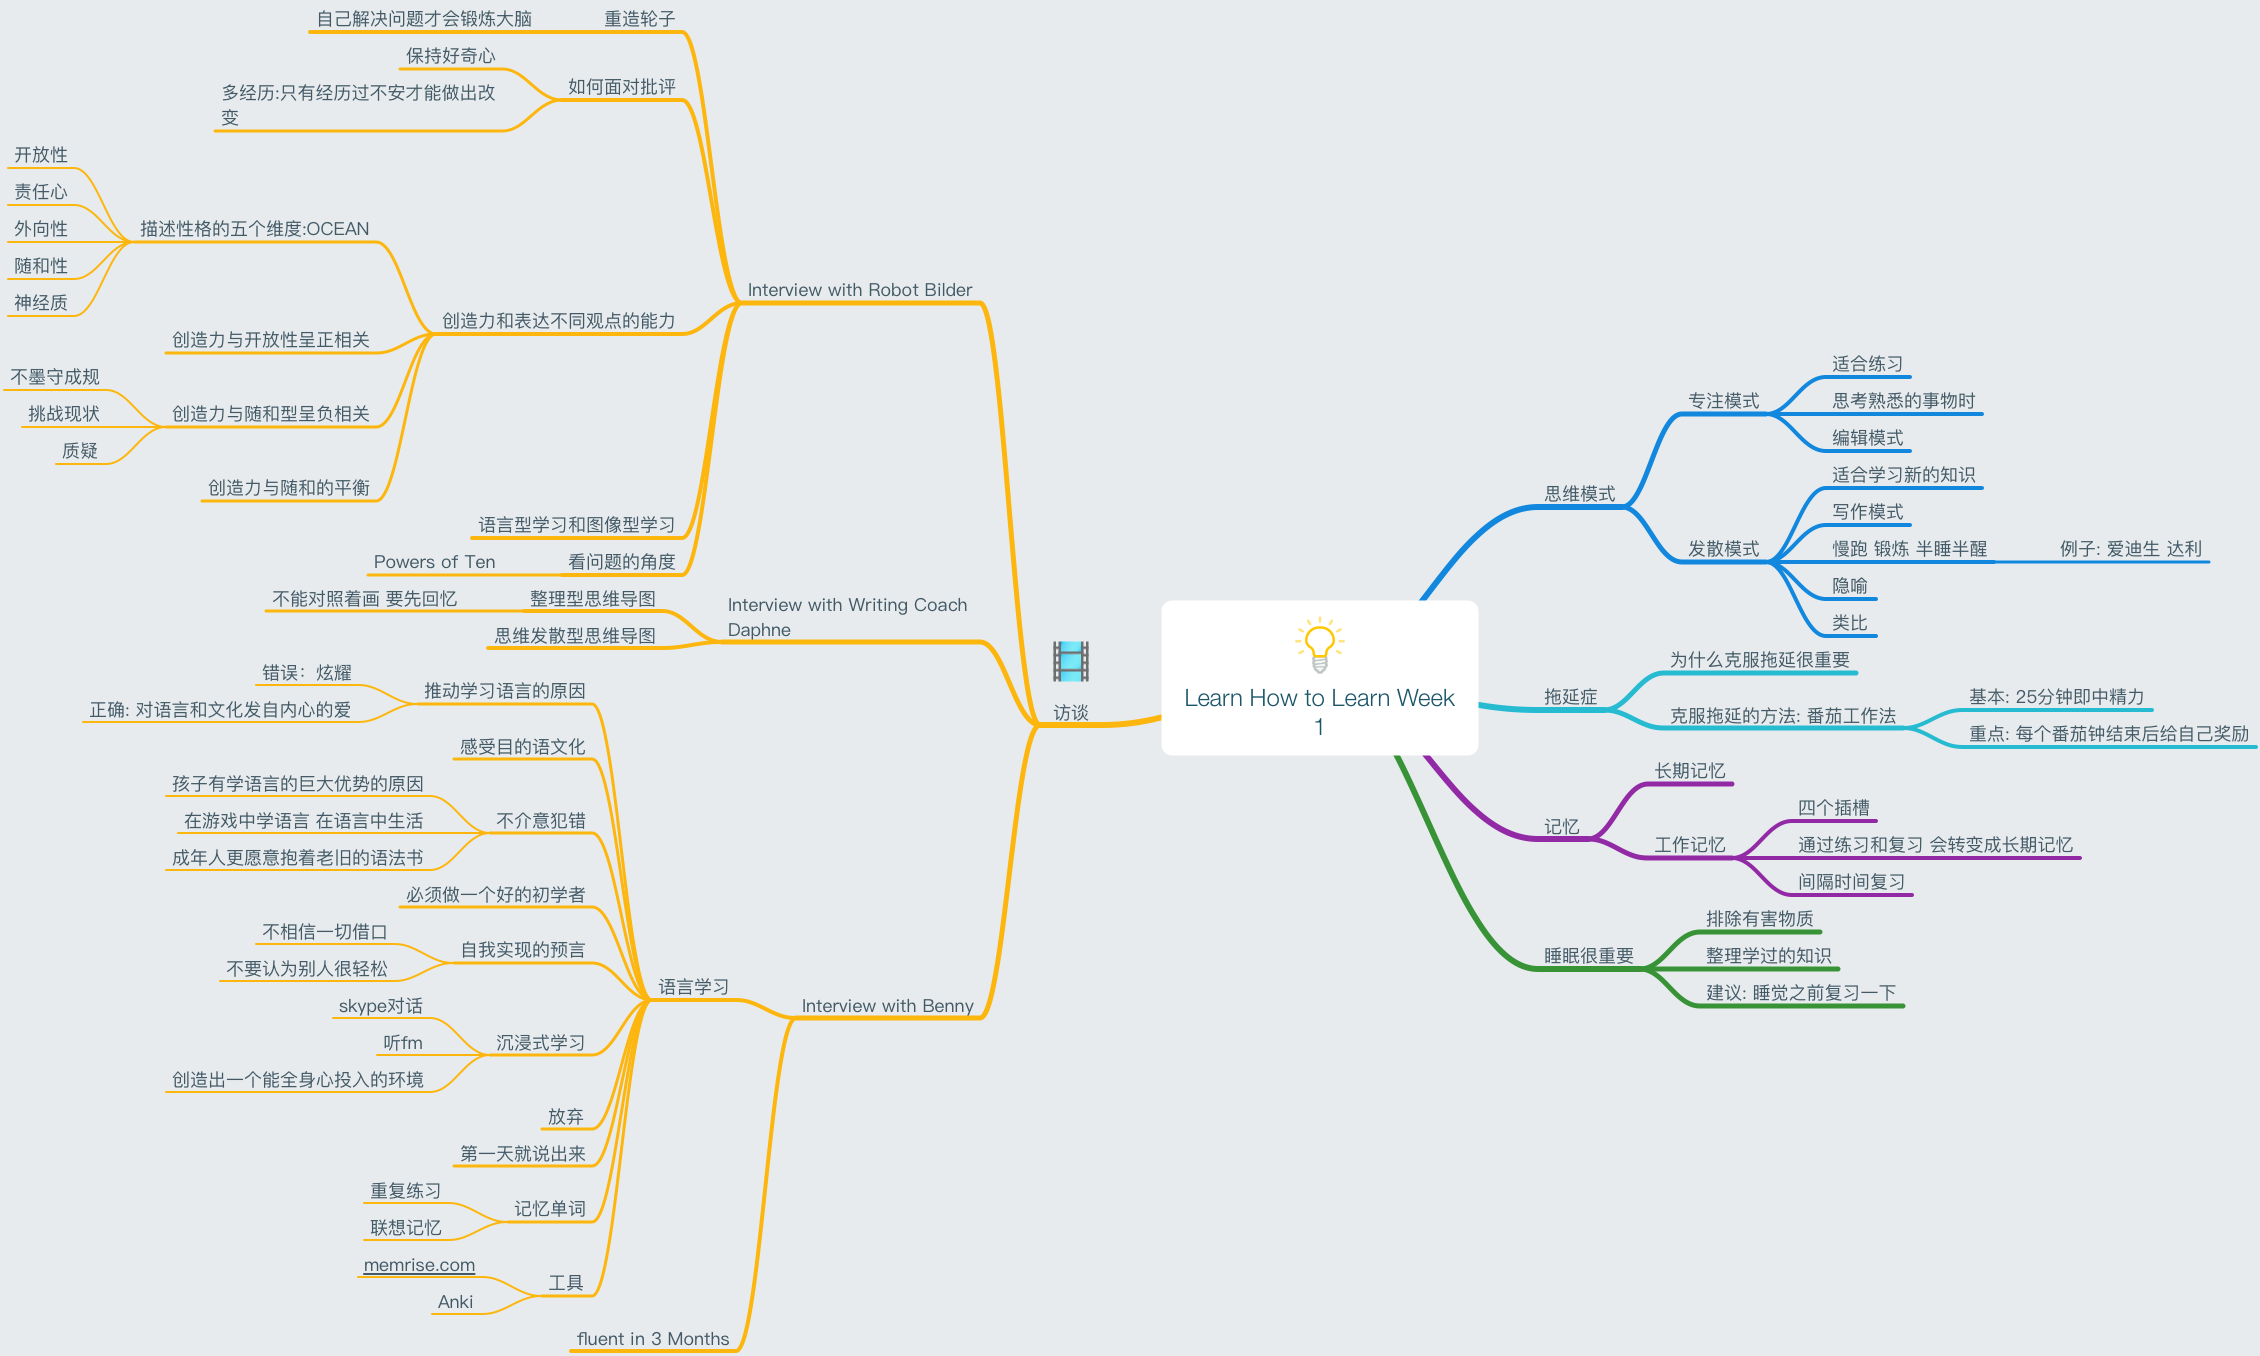 Learn How to Learn Week
1
思维模式
专注模式
适合练习
思考熟悉的事物时
编辑模式
发散模式
适合学习新的知识
写作模式
慢跑 锻炼 半睡半醒
例子: 爱迪生 达利
隐喻
类比
拖延症
为什么克服拖延很重要
克服拖延的方法: 番茄工作法
基本: 25分钟即中精力
重点: 每个番茄钟结束后给自己奖励
记忆
长期记忆
工作记忆
四个插槽
通过练习和复习 会转变成长期记忆
间隔时间复习
睡眠很重要
排除有害物质
整理学过的知识
建议: 睡觉之前复习一下
访谈
Interview with Robot Bilder
重造轮子
自己解决问题才会锻炼大脑
如何面对批评
保持好奇心
多经历:只有经历过不安才能做出改
变
创造力和表达不同观点的能力
描述性格的五个维度:OCEAN
开放性
责任心
外向性
随和性
神经质
创造力与开放性呈正相关
创造力与随和型呈负相关
不墨守成规
挑战现状
质疑
创造力与随和的平衡
语言型学习和图像型学习
看问题的角度
Powers of Ten
Interview with Writing Coach
Daphne
整理型思维导图
不能对照着画 要先回忆
思维发散型思维导图
Interview with Benny
语言学习
推动学习语言的原因
错误：炫耀
正确: 对语言和文化发自内心的爱
感受目的语文化
不介意犯错
孩子有学语言的巨大优势的原因
在游戏中学语言 在语言中生活
成年人更愿意抱着老旧的语法书
必须做一个好的初学者
自我实现的预言
不相信一切借口
不要认为别人很轻松
沉浸式学习
skype对话
听fm
创造出一个能全身心投入的环境
放弃
第一天就说出来
记忆单词
重复练习
联想记忆
工具
memrise.com
Anki
fluent in 3 Months